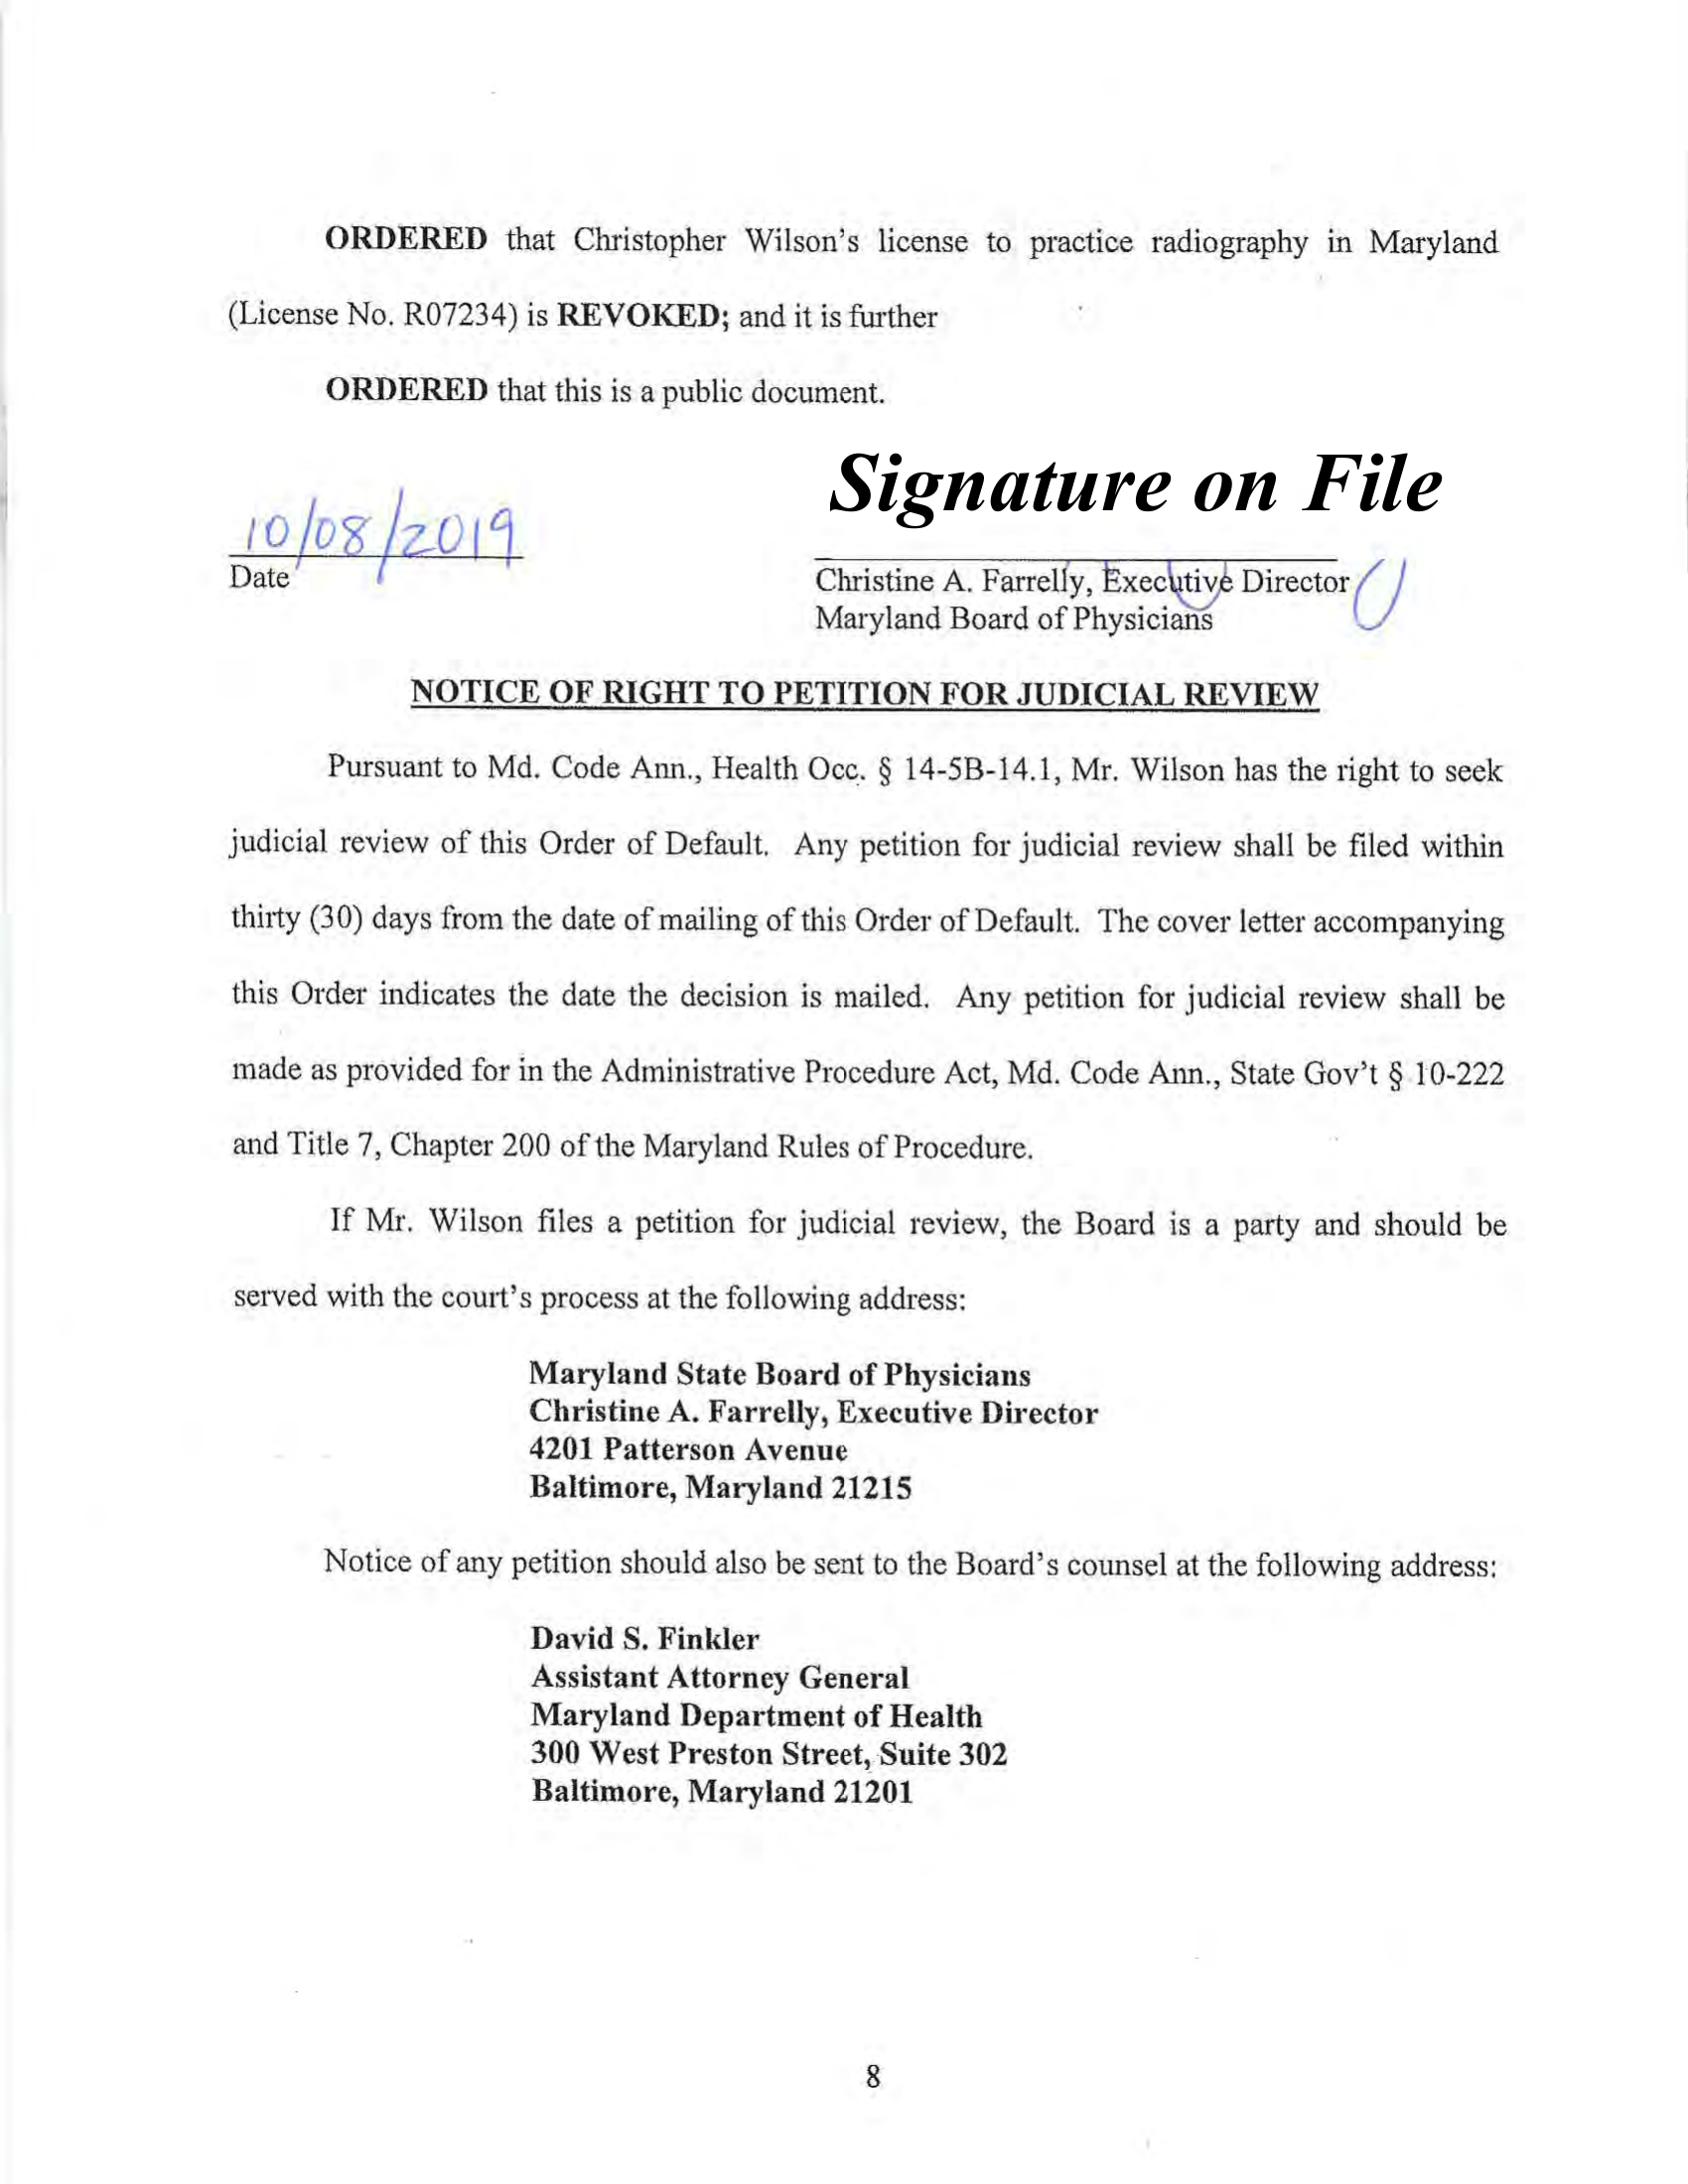 ORDERED that Christopher Wilson's license to practice radiography in Maryland
(License No. R07234) is REVOKED; and it is further
ORDERED that this is a public document.
Signature on File
10/08/2019
Date
Christine A. Farrelly, Executive Director
Maryland Board of Physicians
NOTICE OF RIGHT TO PETITION FOR JUDICIAL REVIEW
Pursuant to Md. Code Ann., Health Occ. § 14-5B-14.1, Mr. Wilson has the right to seek
judicial review of this Order of Default. Any petition for judicial review shall be filed within
thirty (30) days from the date of mailing of this Order of Default. The cover letter accompanying
this Order indicates the date the decision is mailed. Any petition for judicial review shall be
made as provided for in the Administrative Procedure Act, Md. Code Ann., State Gov't § 10-222
and Title 7, Chapter 200 of the Maryland Rules of Procedure.
If Mr. Wilson files a petition for judicial review, the Board is a party and should be
served with the court's process at the following address:
Maryland State Board of Physicians
Christine A. Farrelly, Executive Director
4201 Patterson Avenue
Baltimore, Maryland 21215
Notice of any petition should also be sent to the Board's counsel at the following address:
David S. Finkler
Assistant Attorney General
Maryland Department of Health
300 West Preston Street, Suite 302
Baltimore, Maryland 21201
8